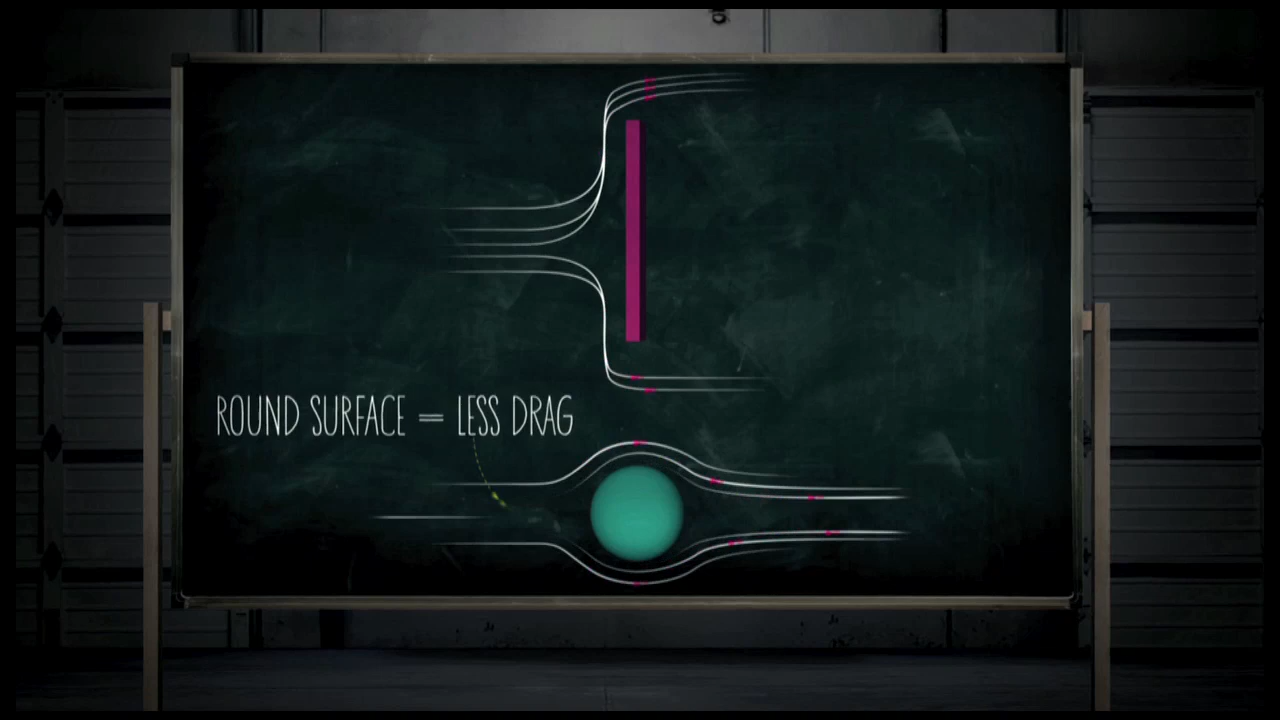 ROUND SURFACE = LESS DRAG